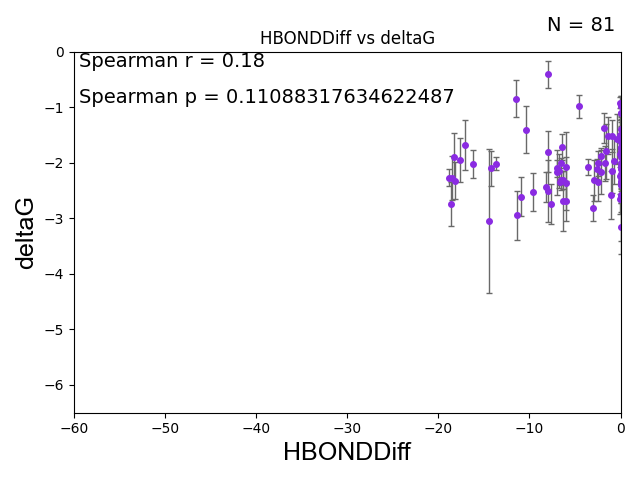 N = 81
HBONDDiff vs deltaG
Spearman r = 0.18
Spearman p = 0.11088317634622487
deltaG
0
−1
−2
−3
−4
−5
−6
−60 −50 −40 −30 −20 −10 0
HBONDDiff